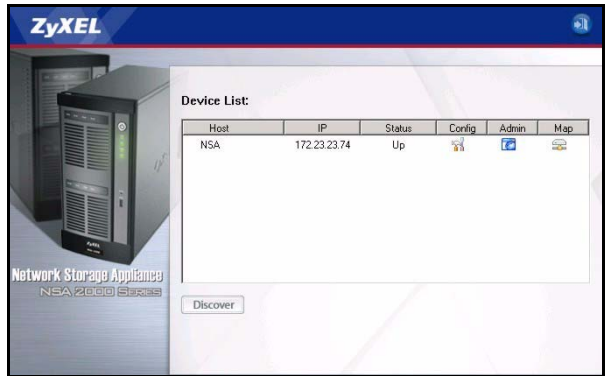 ZyXEL
Device List:
Host IP Status Config Admin Map
NSA 172.23.23.74 Up
ZyXEL
Network Storage Appliance
NSA 2000 SERIES
Discover